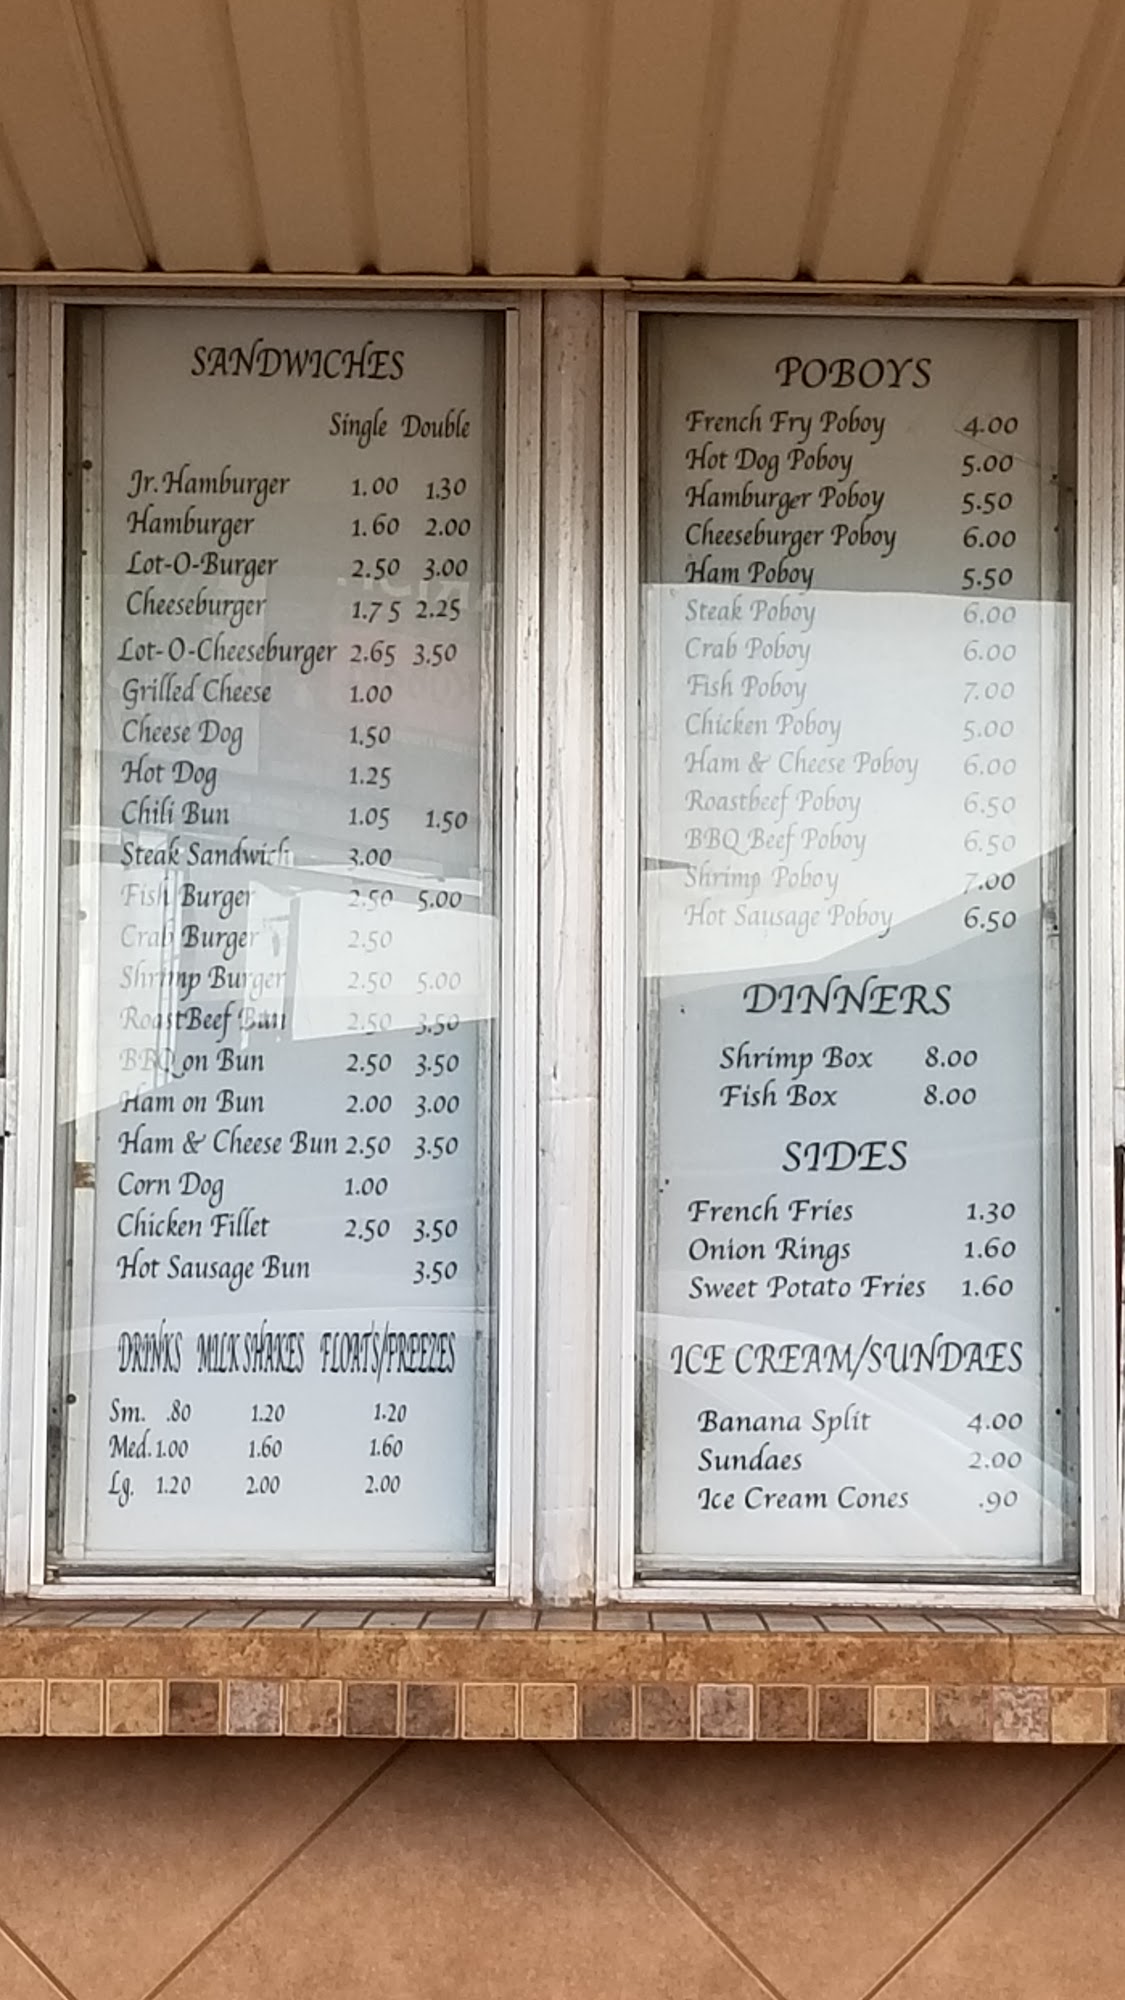 SANDWICHES
Single Double
Jr. Hamburger 1.00 1.30
Hamburger 1.60 2.00
Lot-O-Burger 2.50 3.00
Cheeseburger 1.75 2.25
Lot-O-Cheeseburger 2.65 3.50
Grilled Cheese 1.00
Cheese Dog 1.50
Hot Dog 1.25
Chili Bun 1.05 1.50
Steak Sandwich 3.00
Fish Burger 2.50 5.00
Crab Burger 2.50
Shrimp Burger 2.50 5.00
RoastBeef Bun 2.50 3.50
BBQ on Bun 2.50 3.50
Ham on Bun 2.00 3.00
Ham & Cheese Bun 2.50 3.50
Corn Dog 1.00
Chicken Fillet 2.50 3.50
Hot Sausage Bun 3.50
DRINKS MILK SHAKES FLOATS/FREEZES
Sm. .80 1.20 1.20
Med. 1.00 1.60 1.60
Lg. 1.20 2.00 2.00
POBOYS
French Fry Poboy 4.00
Hot Dog Poboy 5.00
Hamburger Poboy 5.50
Cheeseburger Poboy 6.00
Ham Poboy 5.50
Steak Poboy 6.00
Crab Poboy 6.00
Fish Poboy 7.00
Chicken Poboy 5.00
Ham & Cheese Poboy 6.00
Roastbeef Poboy 6.50
BBQ Beef Poboy 6.50
Shrimp Poboy 7.00
Hot Sausage Poboy 6.50
DINNERS
Shrimp Box 8.00
Fish Box 8.00
SIDES
French Fries 1.30
Onion Rings 1.60
Sweet Potato Fries 1.60
ICE CREAM/SUNDAES
Banana Split 4.00
Sundaes 2.00
Ice Cream Cones .90